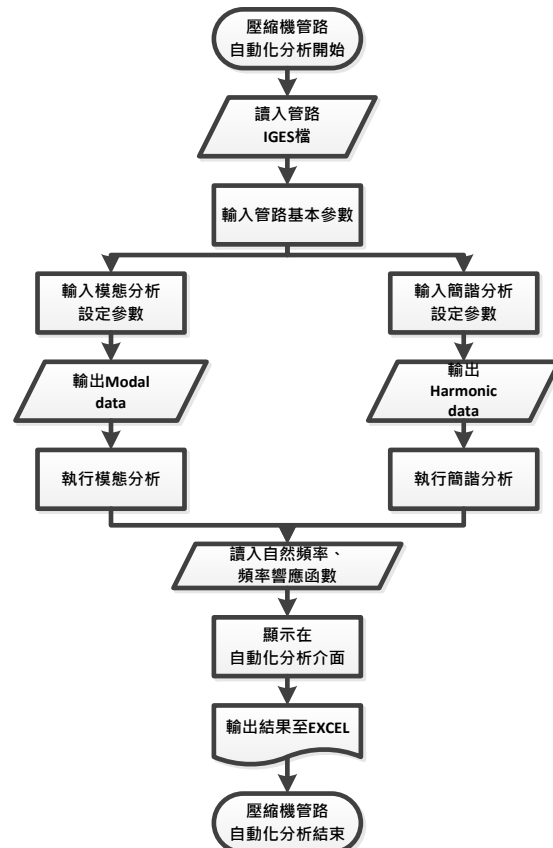 壓縮機管路
自動化分析開始
讀入管路
IGES檔
輸入管路基本參數
輸入模態分析
設定參數
輸出Modal
data
執行模態分析
輸入簡諧分析
設定參數
輸出
Harmonic
data
執行簡諧分析
讀入自然頻率、
頻率響應函數
顯示在
自動化分析介面
輸出結果至EXCEL
壓縮機管路
自動化分析結束